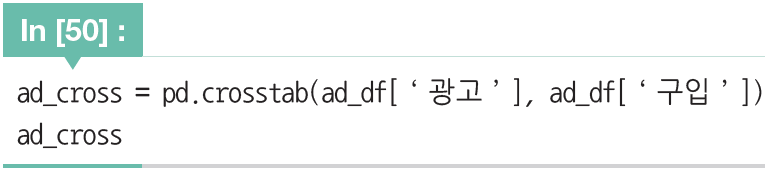 In [50] :
ad_cross = pd.crosstab(ad_df[ ‘ 광고 ’ ], ad_df[ ‘ 구입 ’ ])
ad_cross